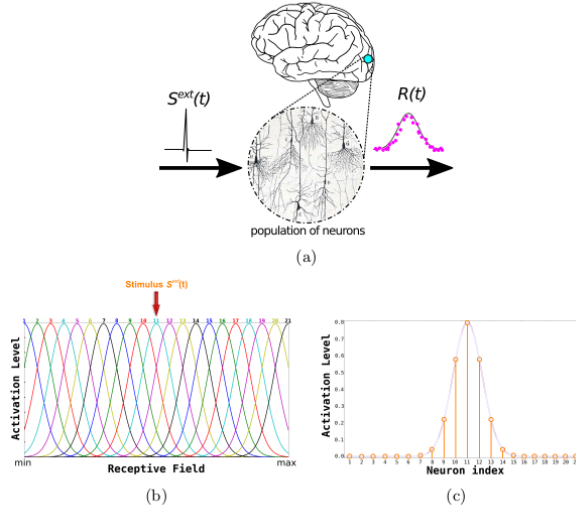 S^ext(t)
R(t)
population of neurons
(a)
Stimulus S^ext(t)
1 2 3 4 5 6 7 8 9 10 11 12 13 14 15 16 17 18 19 20 21
Activation Level
min Receptive Field max
(b)
0.8
0.7
0.6
0.5
0.4
0.3
0.2
0.1
0.0
Activation Level
1 2 3 4 5 6 7 8 9 10 11 12 13 14 15 16 17 18 19 20
Neuron index
(c)